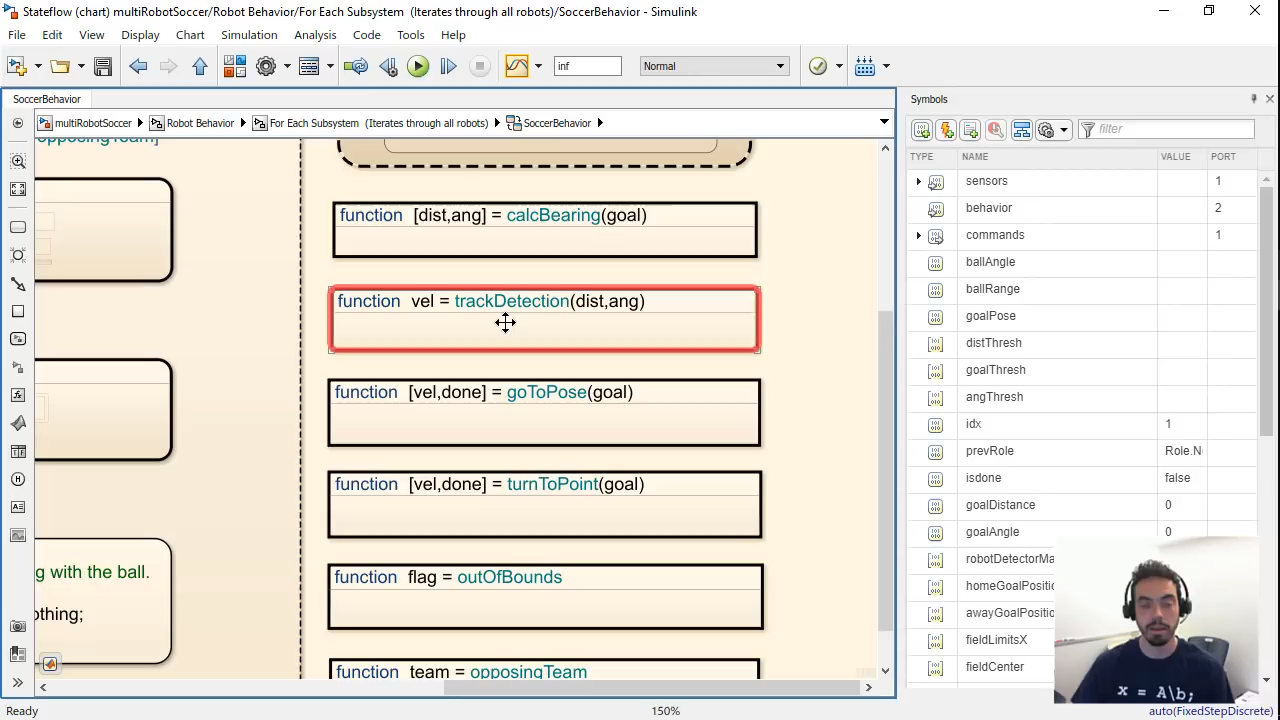 Stateflow (chart) multiRobotSoccer/Robot Behavior/For Each Subsystem (Iterates through all robots)/SoccerBehavior - Simulink
File Edit View Display Chart Simulation Analysis Code Tools Help
inf Normal
SoccerBehavior
multiRobotSoccer Robot Behavior For Each Subsystem (Iterates through all robots) SoccerBehavior
opposingTeam]
function [dist,ang] = calcBearing(goal)
function vel = trackDetection(dist,ang)
function [vel,done] = goToPose(goal)
function [vel,done] = turnToPoint(goal)
g with the ball.
function flag = outOfBounds
othing;
function team = opposingTeam
Symbols
filter
TYPE NAME VALUE PORT
sensors 1
behavior 2
commands 1
ballAngle
ballRange
goalPose
distThresh
goalThresh
angThresh
idx 1
prevRole Role.N
isdone false
goalDistance 0
goalAngle 0
robotDetectorMa
homeGoalPositio
awayGoalPositio
fieldLimitsX
fieldCenter
x = A\b;
Ready 150% auto(FixedStepDiscrete)